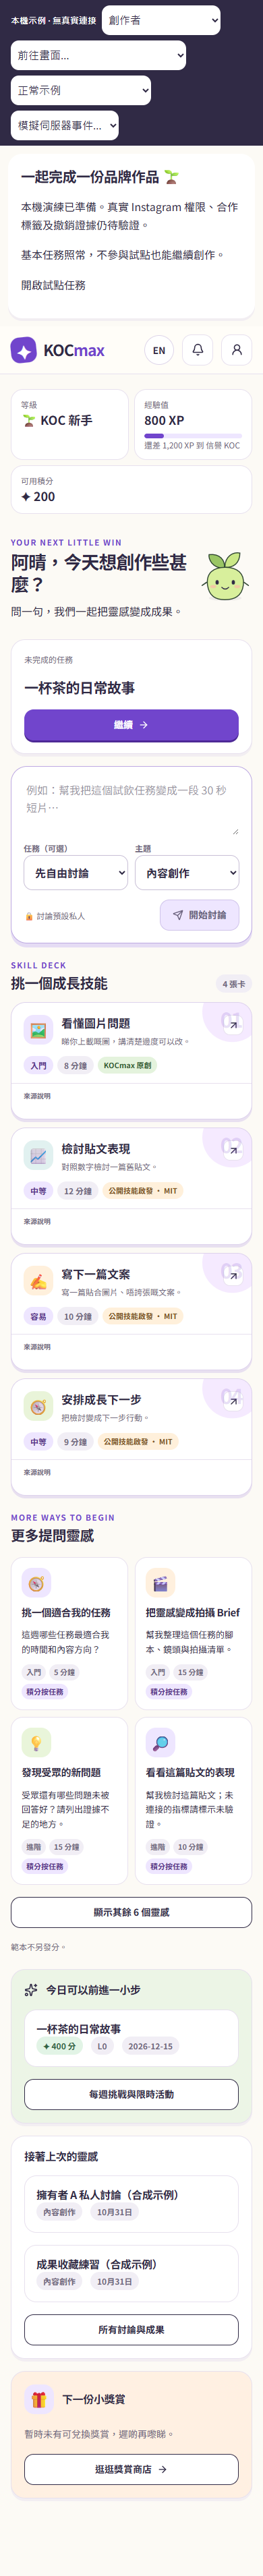 本機示例 · 無真實連接
創作者
前往畫面...
正常示例
模擬伺服器事件...
一起完成一份品牌作品 🌱
本機演練已準備。真實 Instagram 權限、合作
標籤及撤銷證據仍待驗證。
基本任務照常，不參與試點也能繼續創作。
開啟試點任務
KOCmax
EN
等級
🌱 KOC 新手
經驗值
800 XP
還差 1,200 XP 到 信譽 KOC
可用積分
✦ 200
YOUR NEXT LITTLE WIN
阿晴，今天想創作些甚
麼？
問一句，我們一起把靈感變成成果。
未完成的任務
一杯茶的日常故事
繼續 →
例如：幫我把這個試飲任務變成一段 30 秒
短片⋯
任務（可選）
主題
先自由討論
內容創作
🔒 討論預設私人
開始討論
SKILL DECK
挑一個成長技能
4 張卡
看懂圖片問題
睇你上載嘅圖，講清楚邊度可以改。
入門
8 分鐘
KOCmax 原創
來源說明
檢討貼文表現
對照數字檢討一篇舊貼文。
中等
12 分鐘
公開技能啟發 · MIT
來源說明
寫下一篇文案
寫一篇貼合圖片、唔誇張嘅文案。
容易
10 分鐘
公開技能啟發 · MIT
來源說明
安排成長下一步
把檢討變成下一步行動。
中等
9 分鐘
公開技能啟發 · MIT
來源說明
MORE WAYS TO BEGIN
更多提問靈感
挑一個適合我的任務
這週哪些任務最適合我
的時間和內容方向？
入門
5 分鐘
積分按任務
把靈感變成拍攝 Brief
幫我整理這個任務的腳
本、鏡頭與拍攝清單。
入門
15 分鐘
積分按任務
發現受眾的新問題
受眾還有哪些問題未被
回答好？請列出證據不
足的地方。
進階
15 分鐘
積分按任務
看看這篇貼文的表現
幫我檢討這篇貼文；未
連接的指標請標示未驗
證。
進階
10 分鐘
積分按任務
顯示其餘 6 個靈感
範本不另發分。
今日可以前進一小步
一杯茶的日常故事
✦ 400 分
L0
2026-12-15
每週挑戰與限時活動
接著上次的靈感
擁有者 A 私人討論（合成示例）
內容創作
10月31日
成果收藏練習（合成示例）
內容創作
10月31日
所有討論與成果
下一份小獎賞
暫時未有可兌換獎賞，遲啲再嚟睇。
逛逛獎賞商店 →